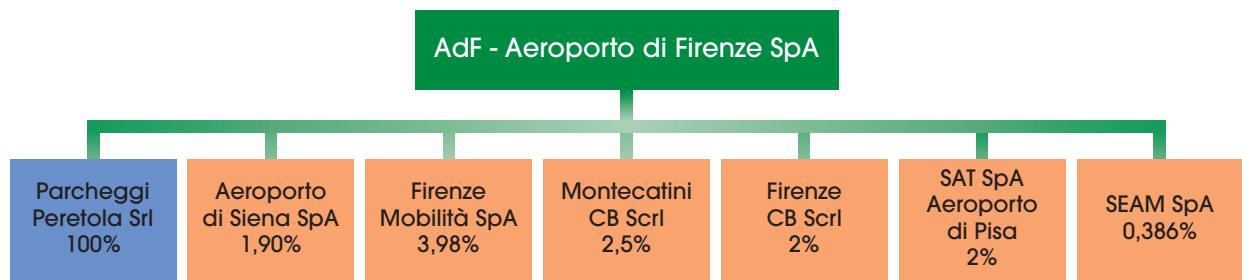 AdF - Aeroporto di Firenze SpA
Parcheggi
Peretola Srl
100%
Aeroporto
di Siena SpA
1,90%
Firenze
Mobilità SpA
3,98%
Montecatini
CB Scrl
2,5%
Firenze
CB Scrl
2%
SAT SpA
Aeroporto
di Pisa
2%
SEAM SpA
0,386%